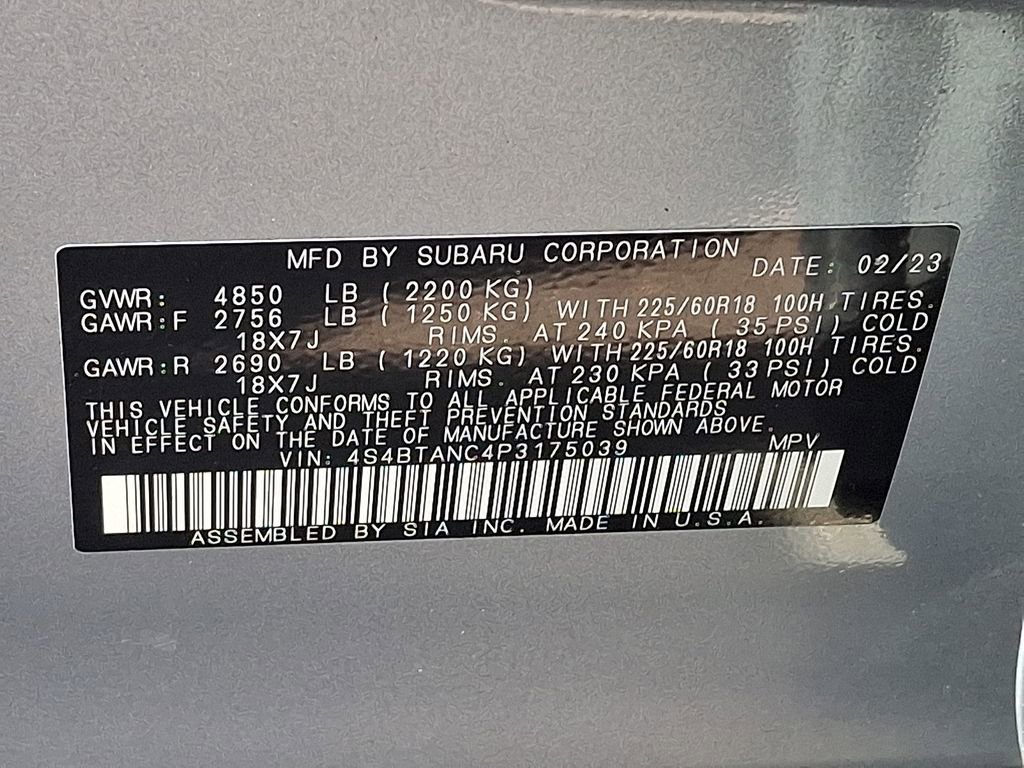 MFD BY SUBARU CORPORATION
DATE: 02/23
GVWR: 4850 LB (2200 KG)
GAWR:F 2756 LB (1250 KG) WITH 225/60R18 100H TIRES.
18X7J RIMS. AT 240 KPA (35 PSI) COLD
GAWR:R 2690 LB (1220 KG) WITH 225/60R18 100H TIRES.
18X7J RIMS. AT 230 KPA (33 PSI) COLD
THIS VEHICLE CONFORMS TO ALL APPLICABLE FEDERAL MOTOR
VEHICLE SAFETY AND THEFT PREVENTION STANDARDS
IN EFFECT ON THE DATE OF MANUFACTURE SHOWN ABOVE.
VIN: 4S4BTANC4P3175039 MPV
ASSEMBLED BY SIA INC. MADE IN U.S.A.